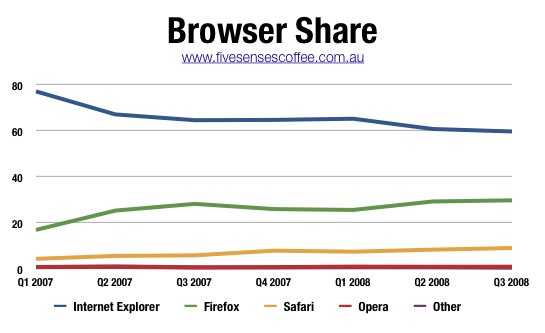 Browser Share
www.fivesensescoffee.com.au
80
60
40
20
0
Q1 2007 Q2 2007 Q3 2007 Q4 2007 Q1 2008 Q2 2008 Q3 2008
Internet Explorer Firefox Safari Opera Other